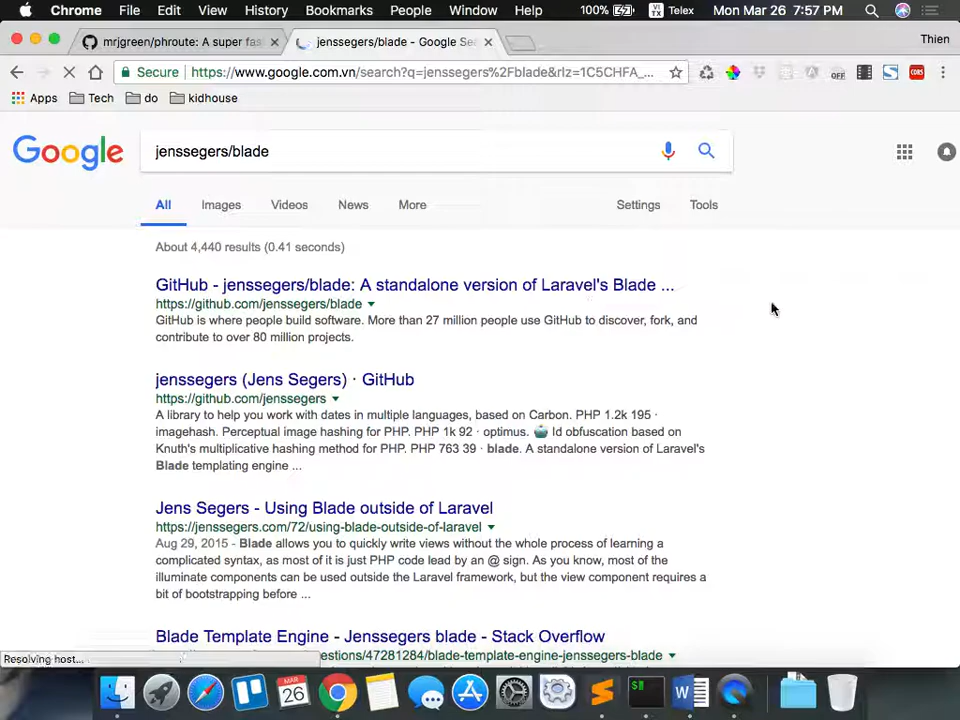 Chrome File Edit View History Bookmarks People Window Help 100% VI TX Telex Mon Mar 26 7:57 PM
mrjgreen/phroute: A super fas
jenssegers/blade - Google Sea
Thien
Secure https://www.google.com.vn/search?q=jenssegers%2Fblade&rlz=1C5CHFA_...
OFF
CORS
Apps Tech do kidhouse
Google
jenssegers/blade
All Images Videos News More Settings Tools
About 4,440 results (0.41 seconds)
GitHub - jenssegers/blade: A standalone version of Laravel's Blade ...
https://github.com/jenssegers/blade
GitHub is where people build software. More than 27 million people use GitHub to discover, fork, and
contribute to over 80 million projects.
jenssegers (Jens Segers) · GitHub
https://github.com/jenssegers
A library to help you work with dates in multiple languages, based on Carbon. PHP 1.2k 195 ·
imagehash. Perceptual image hashing for PHP. PHP 1k 92 · optimus. 🤖 Id obfuscation based on
Knuth's multiplicative hashing method for PHP. PHP 763 39 · blade. A standalone version of Laravel's
Blade templating engine ...
Jens Segers - Using Blade outside of Laravel
https://jenssegers.com/72/using-blade-outside-of-laravel
Aug 29, 2015 - Blade allows you to quickly write views without the whole process of learning a
complicated syntax, as most of it is just PHP code lead by an @ sign. As you know, most of the
illuminate components can be used outside the Laravel framework, but the view component requires a
bit of bootstrapping before ...
Blade Template Engine - Jenssegers blade - Stack Overflow
Resolving host... estions/47281284/blade-template-engine-jenssegers-blade
MAR
26